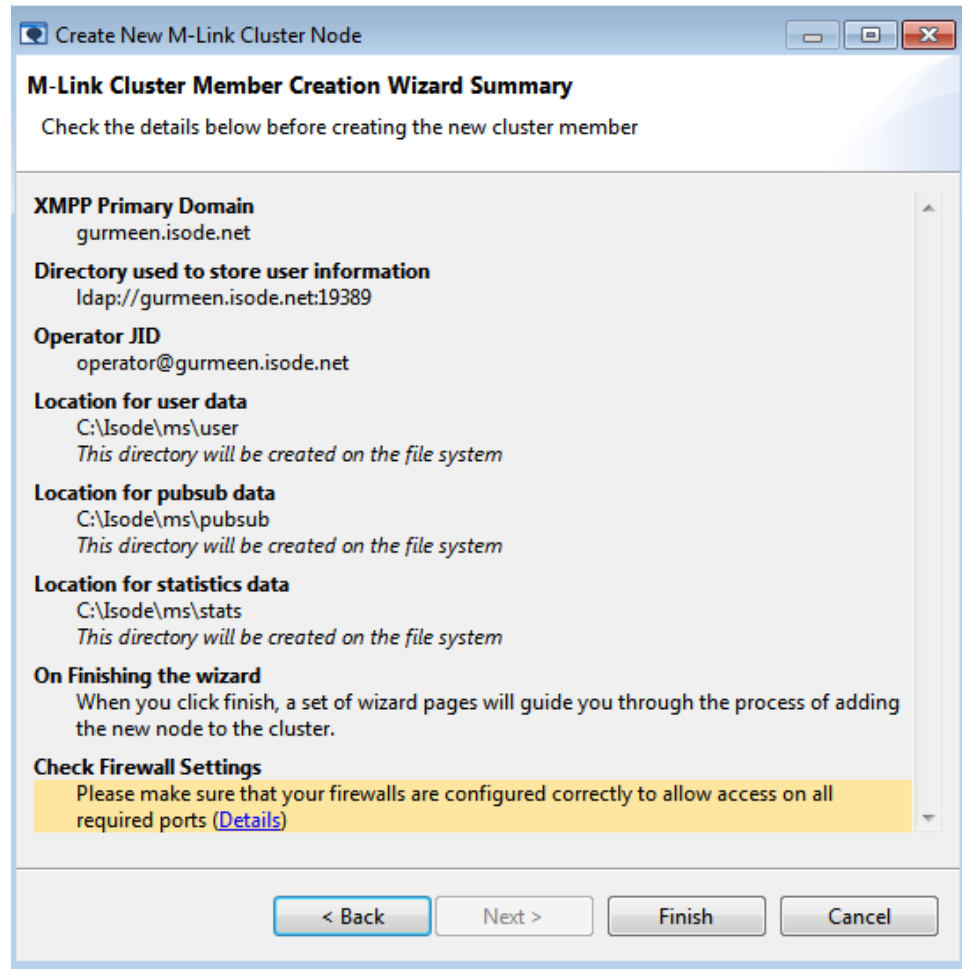 Create New M-Link Cluster Node
M-Link Cluster Member Creation Wizard Summary
Check the details below before creating the new cluster member
XMPP Primary Domain
gurmeen.isode.net
Directory used to store user information
ldap://gurmeen.isode.net:19389
Operator JID
operator@gurmeen.isode.net
Location for user data
C:\Isode\ms\user
This directory will be created on the file system
Location for pubsub data
C:\Isode\ms\pubsub
This directory will be created on the file system
Location for statistics data
C:\Isode\ms\stats
This directory will be created on the file system
On Finishing the wizard
When you click finish, a set of wizard pages will guide you through the process of adding
the new node to the cluster.
Check Firewall Settings
Please make sure that your firewalls are configured correctly to allow access on all
required ports (Details)
< Back Next > Finish Cancel